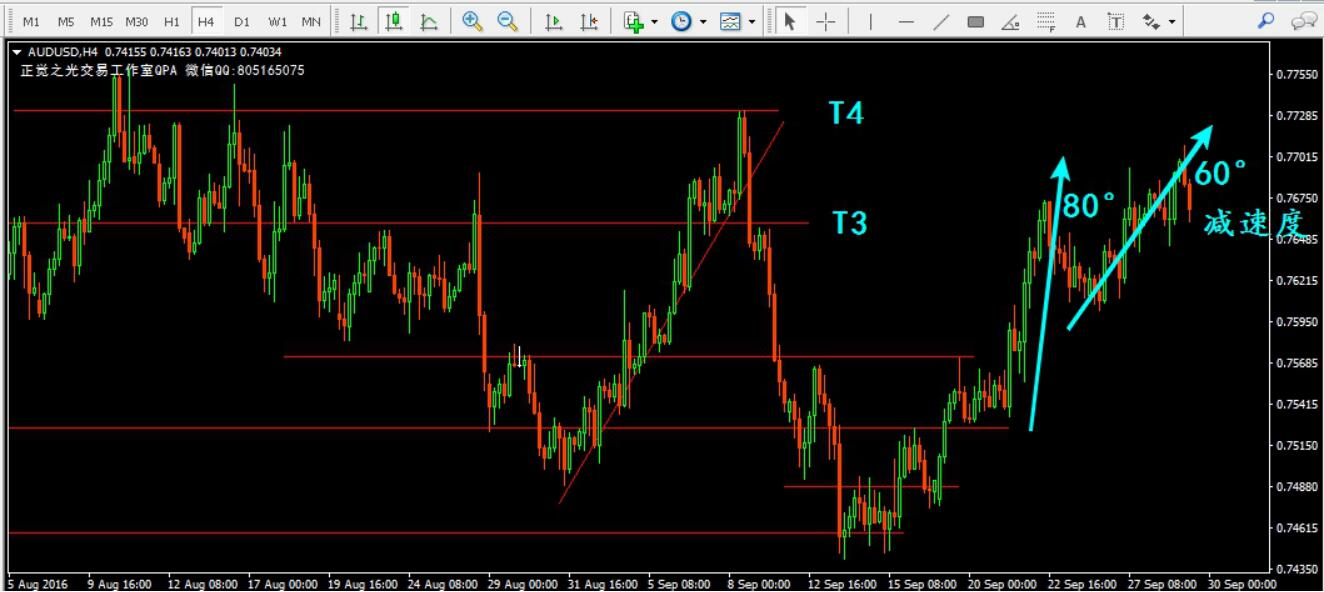 M1 M5 M15 M30 H1 H4 D1 W1 MN
A T
AUDUSD,H4 0.74155 0.74163 0.74013 0.74034
正觉之光交易工作室QPA 微信QQ:805165075
T4
T3
80°
60°
减速度
0.77550
0.77285
0.77015
0.76750
0.76485
0.76215
0.75950
0.75685
0.75415
0.75150
0.74880
0.74615
0.74350
5 Aug 2016 9 Aug 16:00 12 Aug 08:00 17 Aug 00:00 19 Aug 16:00 24 Aug 08:00 29 Aug 00:00 31 Aug 16:00 5 Sep 08:00 8 Sep 00:00 12 Sep 16:00 15 Sep 08:00 20 Sep 00:00 22 Sep 16:00 27 Sep 08:00 30 Sep 00:00